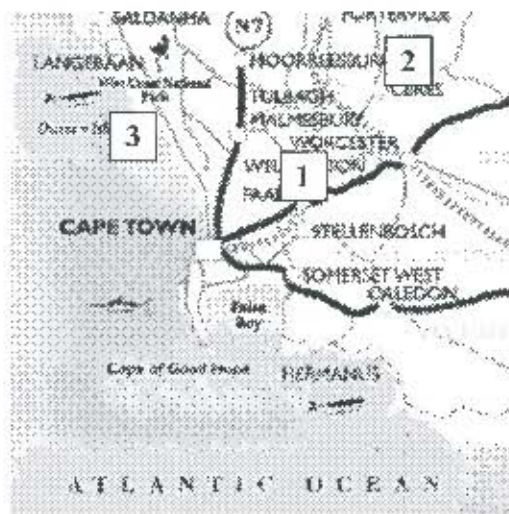 SALDANHA
PORTERVILLE
N7
LANGEBAAN
MOORREESBURG
2
West Coast National
Park
CERES
TULBAGH
MALMESBURY
3
WORCESTER
1
CAPE TOWN
STELLENBOSCH
SOMERSET WEST
CALEDON
False
Bay
Cape of Good Hope
HERMANUS
ATLANTIC OCEAN